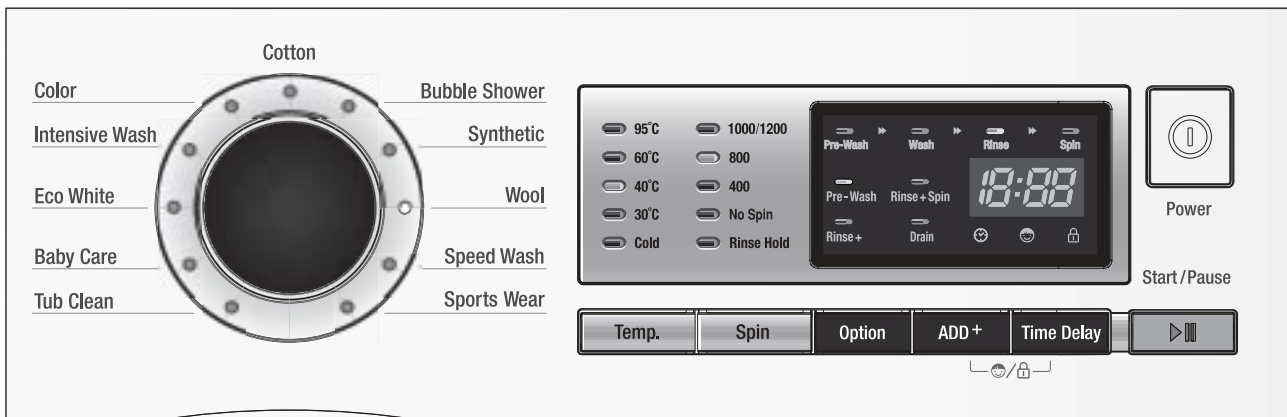 Cotton
Color
Bubble Shower
Intensive Wash
Synthetic
Eco White
Wool
Baby Care
Speed Wash
Tub Clean
Sports Wear
95°C 1000/1200
60°C 800
40°C 400
30°C No Spin
Cold Rinse Hold
Pre-Wash Wash Rinse Spin
18:88
Pre-Wash Rinse+Spin
Rinse+ Drain
Power
Start/Pause
Temp. Spin Option ADD+ Time Delay